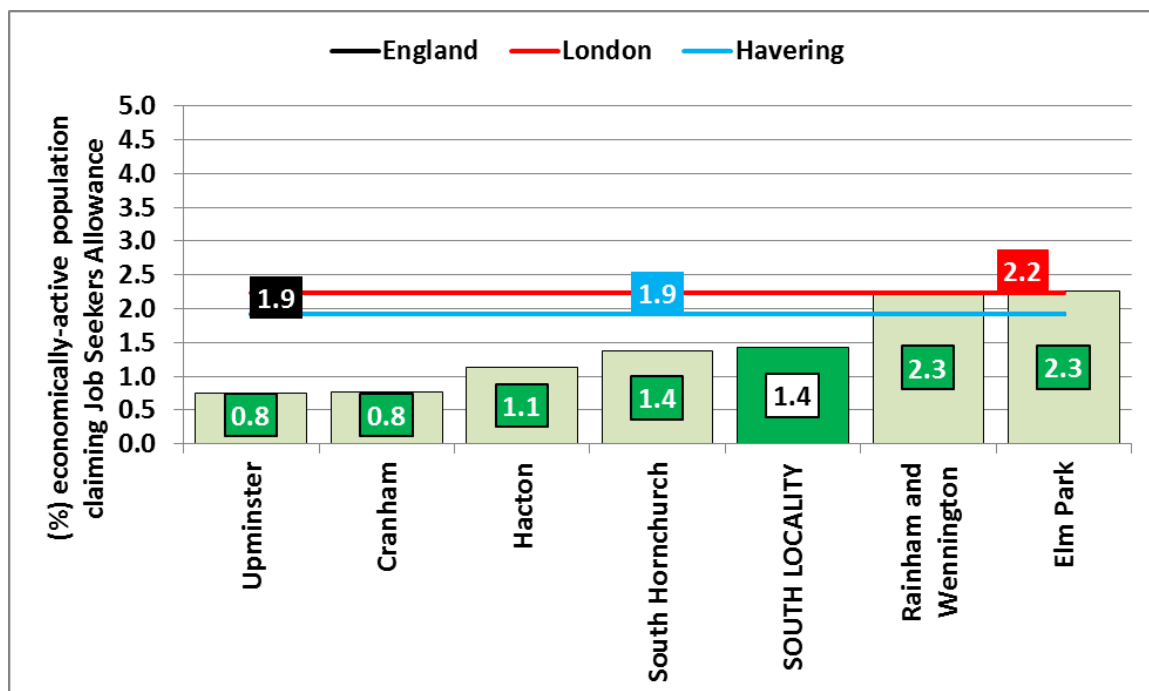 England
London
Havering
(%) economically-active population
claiming Job Seekers Allowance
5.0
4.5
4.0
3.5
3.0
2.5
2.0
1.5
1.0
0.5
0.0
1.9
1.9
2.2
0.8
0.8
1.1
1.4
1.4
2.3
2.3
Upminster
Cranham
Hacton
South Hornchurch
SOUTH LOCALITY
Rainham and
Wennington
Elm Park